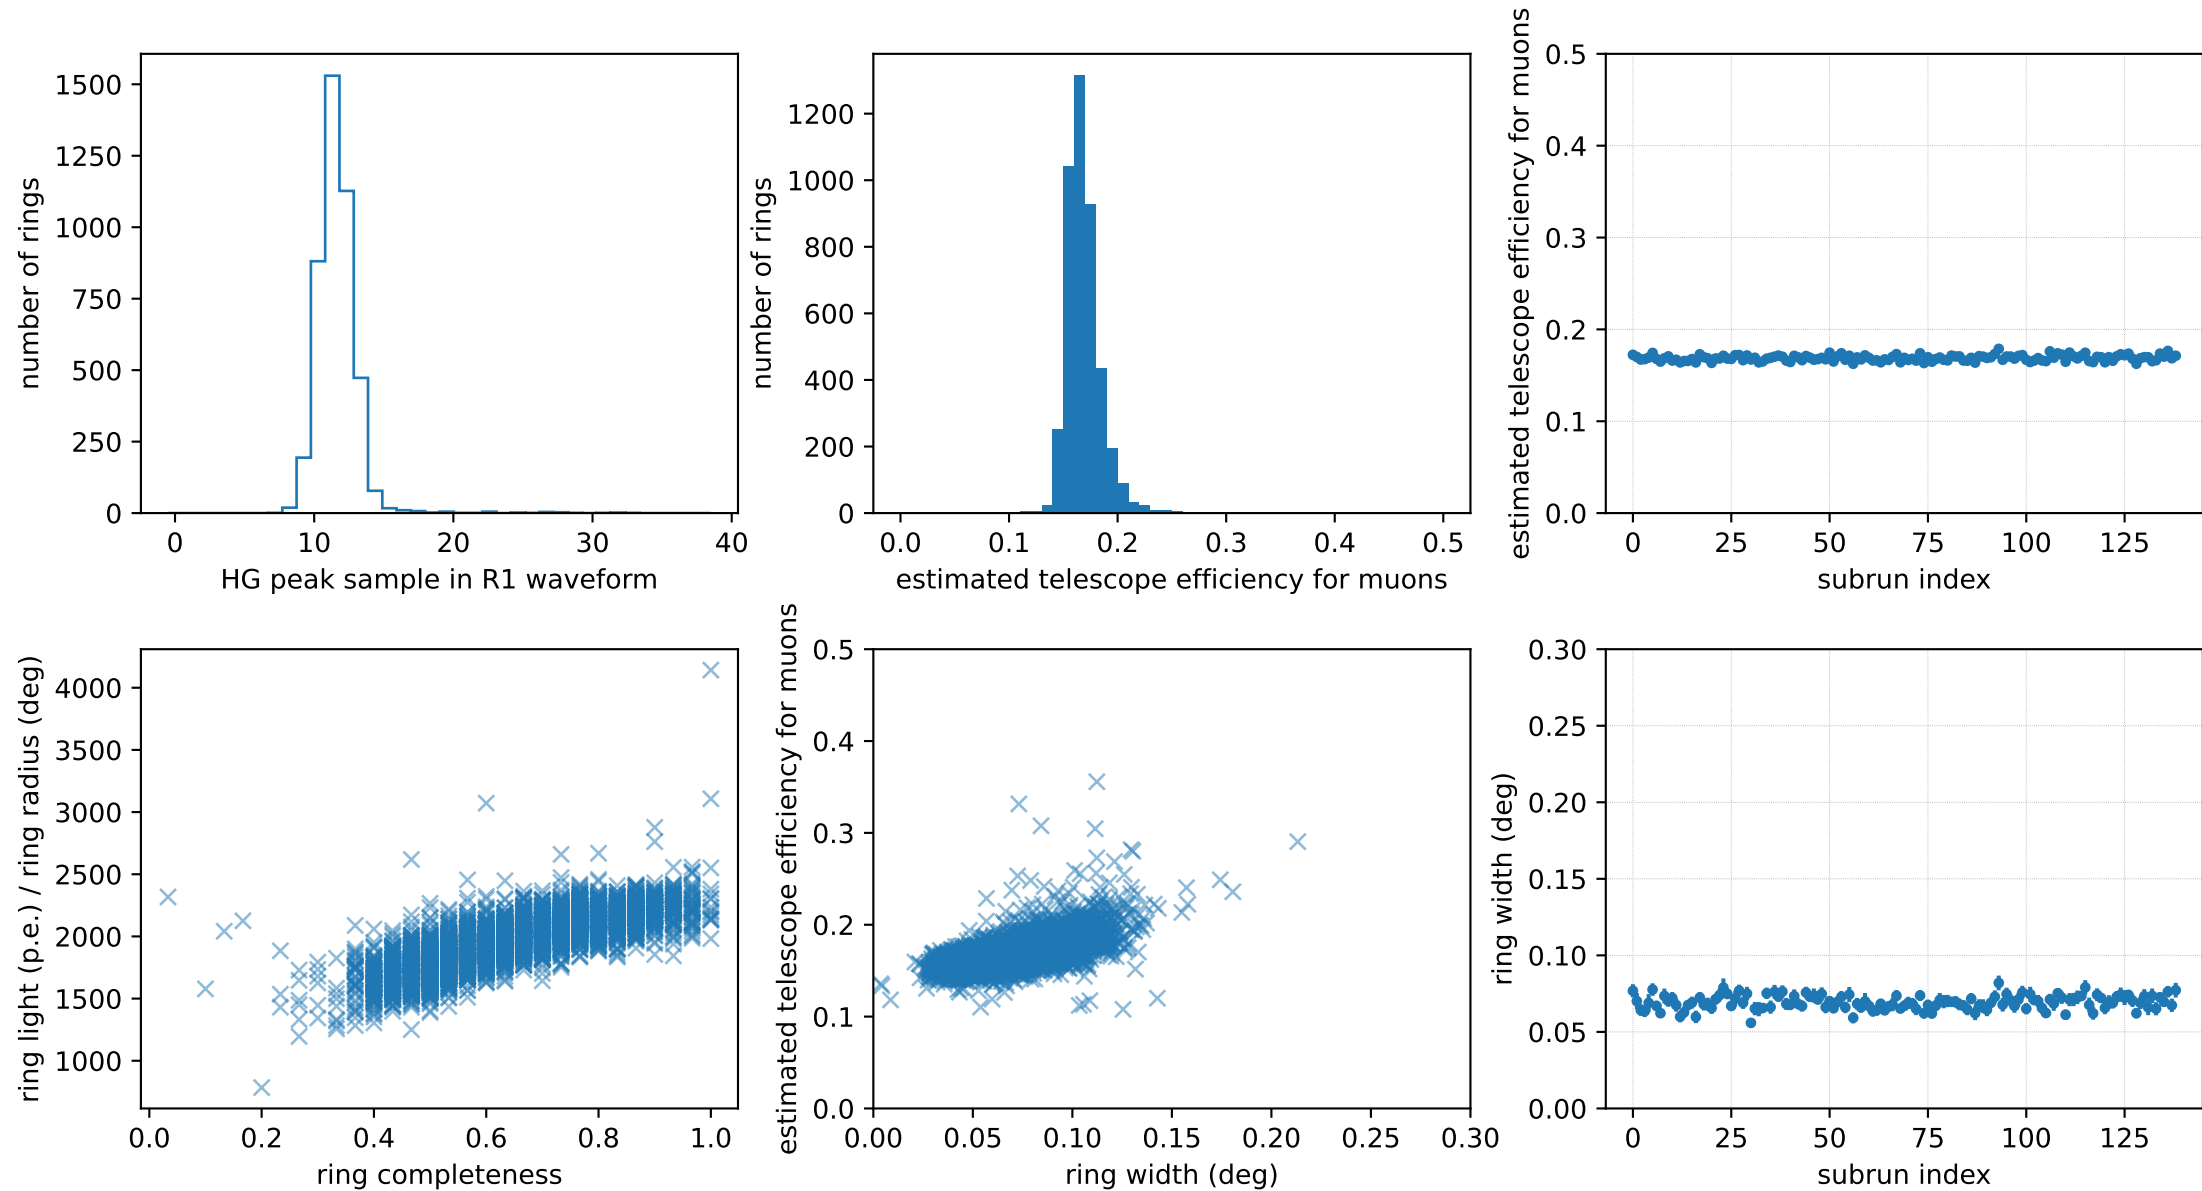 1500
1250
1000
750
500
250
0
number of rings
0 10 20 30 40
HG peak sample in R1 waveform
1200
1000
800
600
400
200
0
number of rings
0.0 0.1 0.2 0.3 0.4 0.5
estimated telescope efficiency for muons
0.5
0.4
0.3
0.2
0.1
0.0
estimated telescope efficiency for muons
0 25 50 75 100 125
subrun index
4000
3500
3000
2500
2000
1500
1000
ring light (p.e.) / ring radius (deg)
0.0 0.2 0.4 0.6 0.8 1.0
ring completeness
0.5
0.4
0.3
0.2
0.1
0.0
estimated telescope efficiency for muons
0.00 0.05 0.10 0.15 0.20 0.25 0.30
ring width (deg)
0.30
0.25
0.20
0.15
0.10
0.05
0.00
ring width (deg)
0 25 50 75 100 125
subrun index